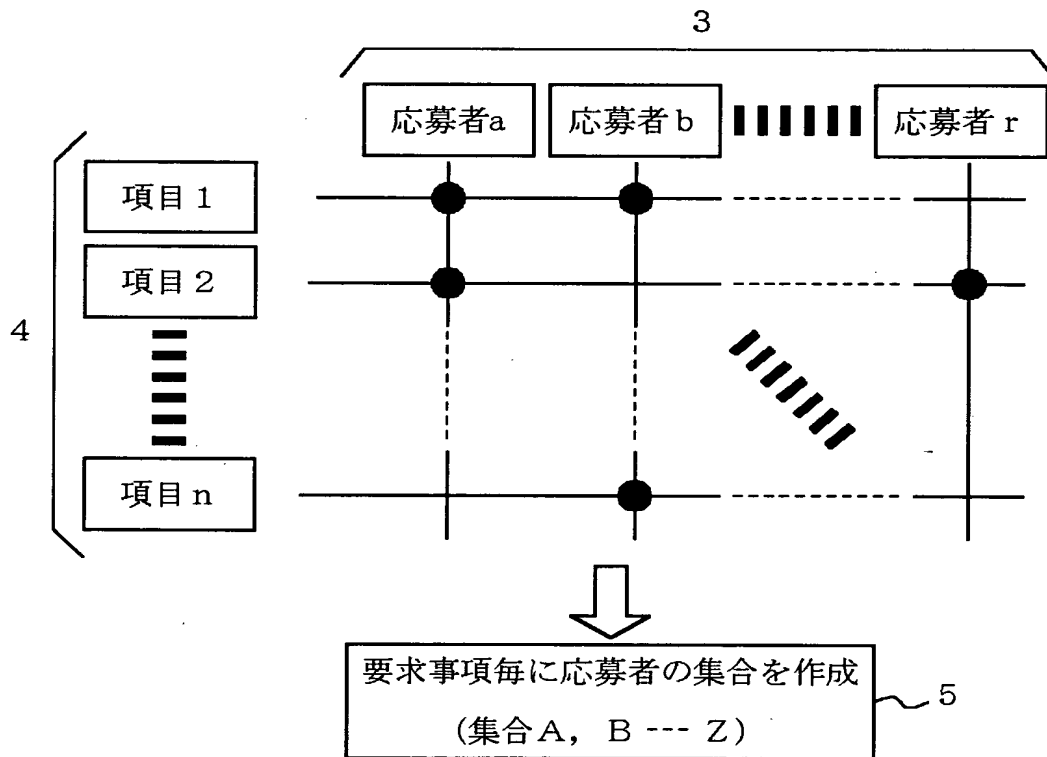 3
応募者a
応募者b
応募者r
4
項目1
項目2
項目n
要求事項毎に応募者の集合を作成
(集合A, B --- Z)
5